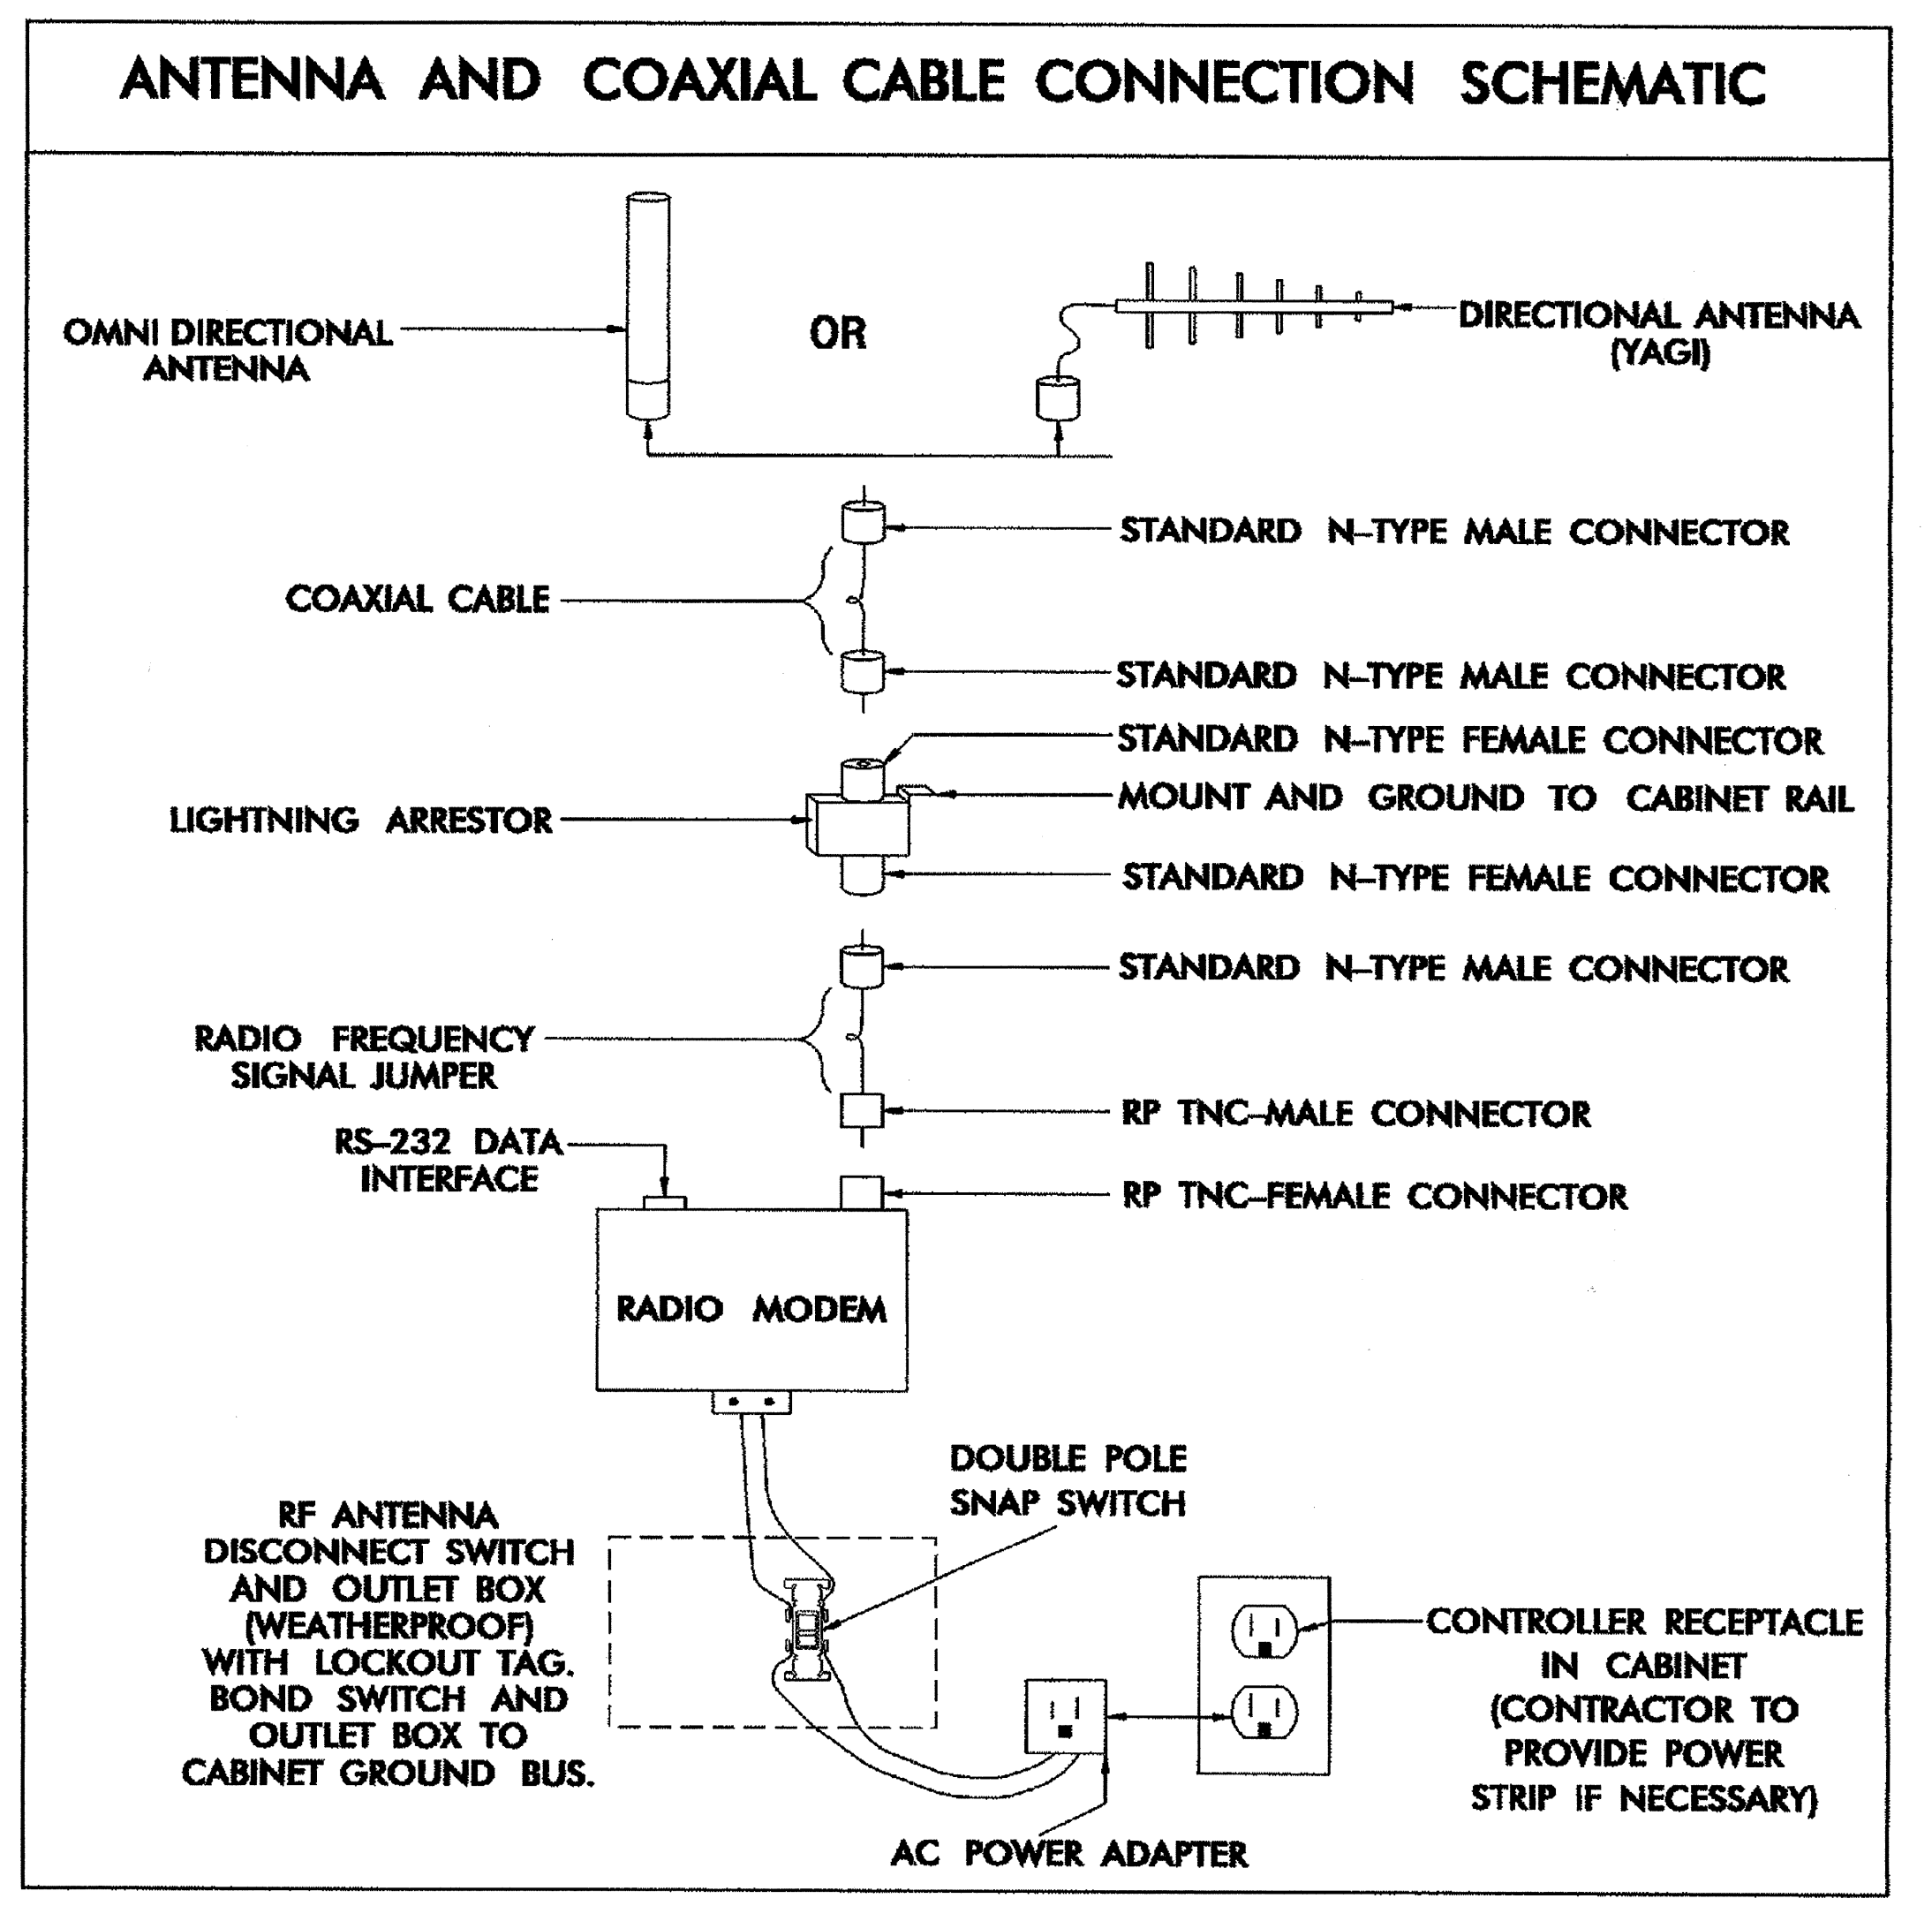 ANTENNA AND COAXIAL CABLE CONNECTION SCHEMATIC
OMNI DIRECTIONAL
ANTENNA
OR
DIRECTIONAL ANTENNA
(YAGI)
STANDARD N-TYPE MALE CONNECTOR
COAXIAL CABLE
STANDARD N-TYPE MALE CONNECTOR
STANDARD N-TYPE FEMALE CONNECTOR
MOUNT AND GROUND TO CABINET RAIL
LIGHTNING ARRESTOR
STANDARD N-TYPE FEMALE CONNECTOR
STANDARD N-TYPE MALE CONNECTOR
RADIO FREQUENCY
SIGNAL JUMPER
RP TNC-MALE CONNECTOR
RS-232 DATA
INTERFACE
RP TNC-FEMALE CONNECTOR
RADIO MODEM
DOUBLE POLE
SNAP SWITCH
RF ANTENNA
DISCONNECT SWITCH
AND OUTLET BOX
(WEATHERPROOF)
WITH LOCKOUT TAG.
BOND SWITCH AND
OUTLET BOX TO
CABINET GROUND BUS.
CONTROLLER RECEPTACLE
IN CABINET
(CONTRACTOR TO
PROVIDE POWER
STRIP IF NECESSARY)
AC POWER ADAPTER